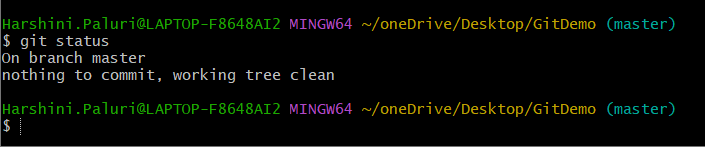 Harshini.Paluri@LAPTOP-F8648AI2 MINGW64 ~/oneDrive/Desktop/GitDemo (master)
$ git status
On branch master
nothing to commit, working tree clean
Harshini.Paluri@LAPTOP-F8648AI2 MINGW64 ~/oneDrive/Desktop/GitDemo (master)
$